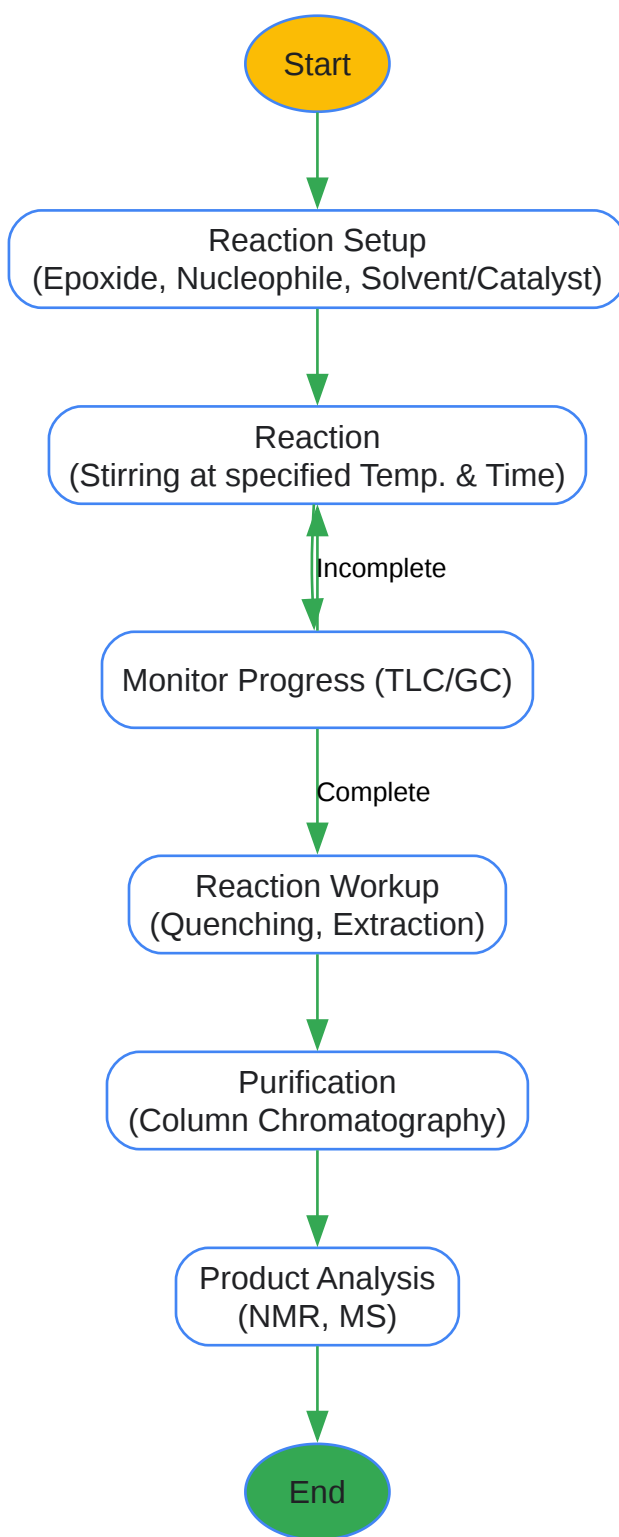 Start
Reaction Setup
(Epoxide, Nucleophile, Solvent/Catalyst)
Reaction
(Stirring at specified Temp. & Time)
Incomplete
Monitor Progress (TLC/GC)
Complete
Reaction Workup
(Quenching, Extraction)
Purification
(Column Chromatography)
Product Analysis
(NMR, MS)
End